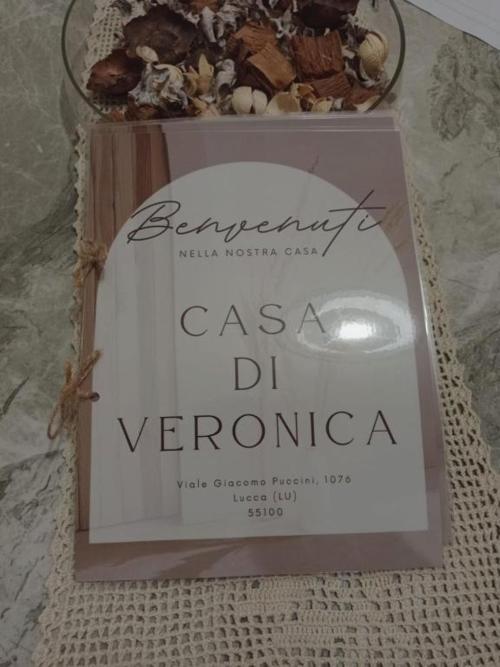 Benvenuti
NELLA NOSTRA CASA
CASA
DI
VERONICA
Viale Giacomo Puccini, 1076
Lucca (LU)
55100